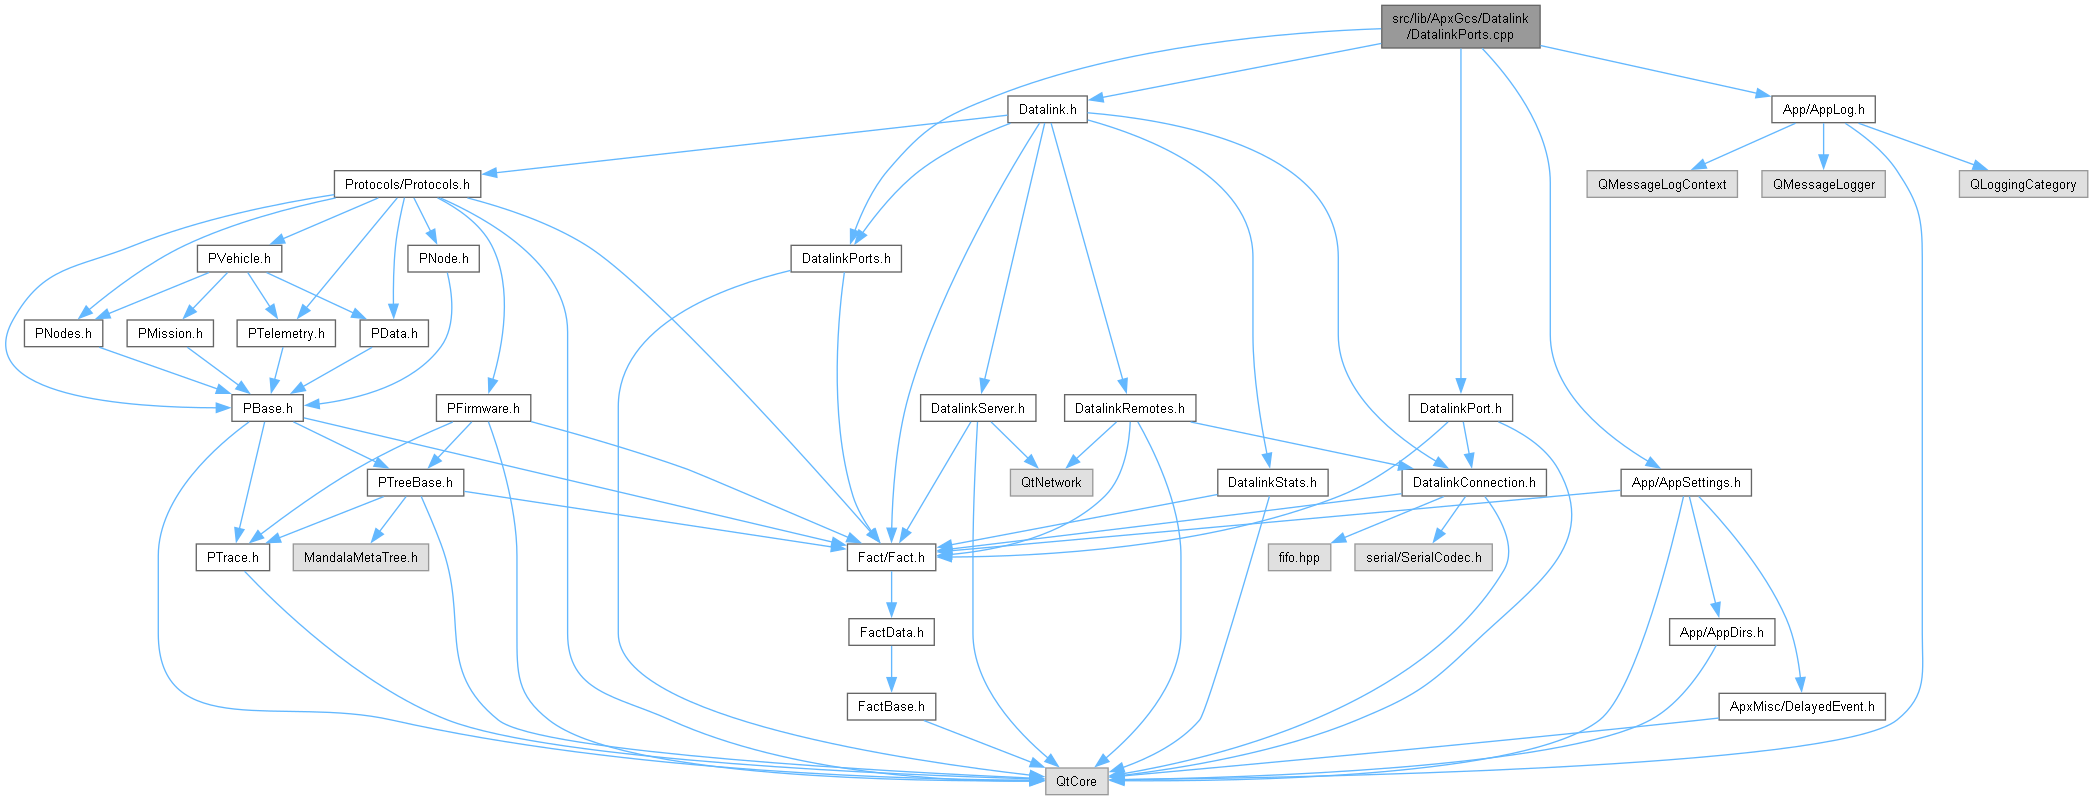 src/lib/ApxGcs/Datalink
/DatalinkPorts.cpp
Datalink.h
App/AppLog.h
Protocols/Protocols.h
QMessageLogContext
QMessageLogger
QLoggingCategory
PVehicle.h
PNode.h
DatalinkPorts.h
PNodes.h
PMission.h
PTelemetry.h
PData.h
PBase.h
PFirmware.h
DatalinkServer.h
DatalinkRemotes.h
DatalinkPort.h
PTreeBase.h
QtNetwork
DatalinkStats.h
DatalinkConnection.h
App/AppSettings.h
PTrace.h
MandalaMetaTree.h
Fact/Fact.h
fifo.hpp
serial/SerialCodec.h
FactData.h
App/AppDirs.h
FactBase.h
ApxMisc/DelayedEvent.h
QtCore